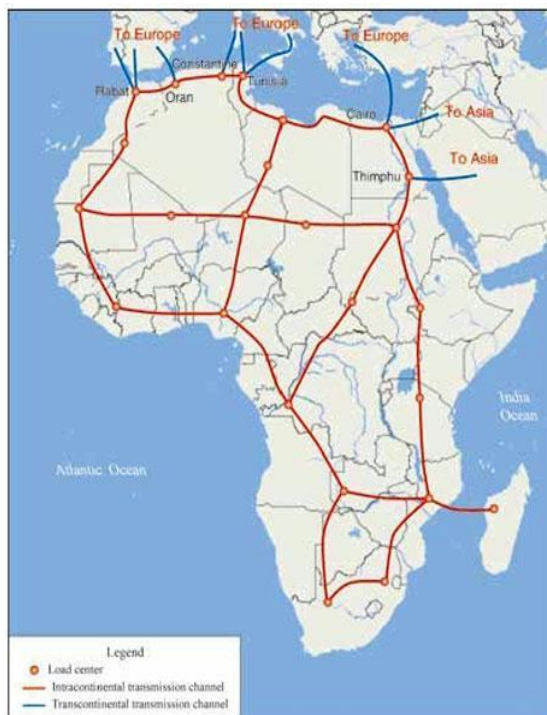 To Europe
To Europe
To Europe
Constantine
Tunisia
Rabat
Oran
Cairo
To Asia
To Asia
Thimphu
India
Ocean
Atlantic Ocean
Legend
Load center
Intracontinental transmission channel
Transcontinental transmission channel